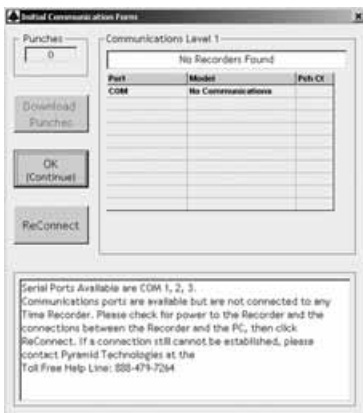 Initial Communication Form
Punches
0
Download
Punches
OK
(Continue)
ReConnect
Communications Level 1
No Recorders Found
Port Model Pch Ct
COM No Communications
Serial Ports Available are COM 1, 2, 3.
Communications ports are available but are not connected to any
Time Recorder. Please check for power to the Recorder and the
connections between the Recorder and the PC, then click
ReConnect. If a connection still cannot be established, please
contact Pyramid Technologies at the
Toll Free Help Line: 888-479-7264